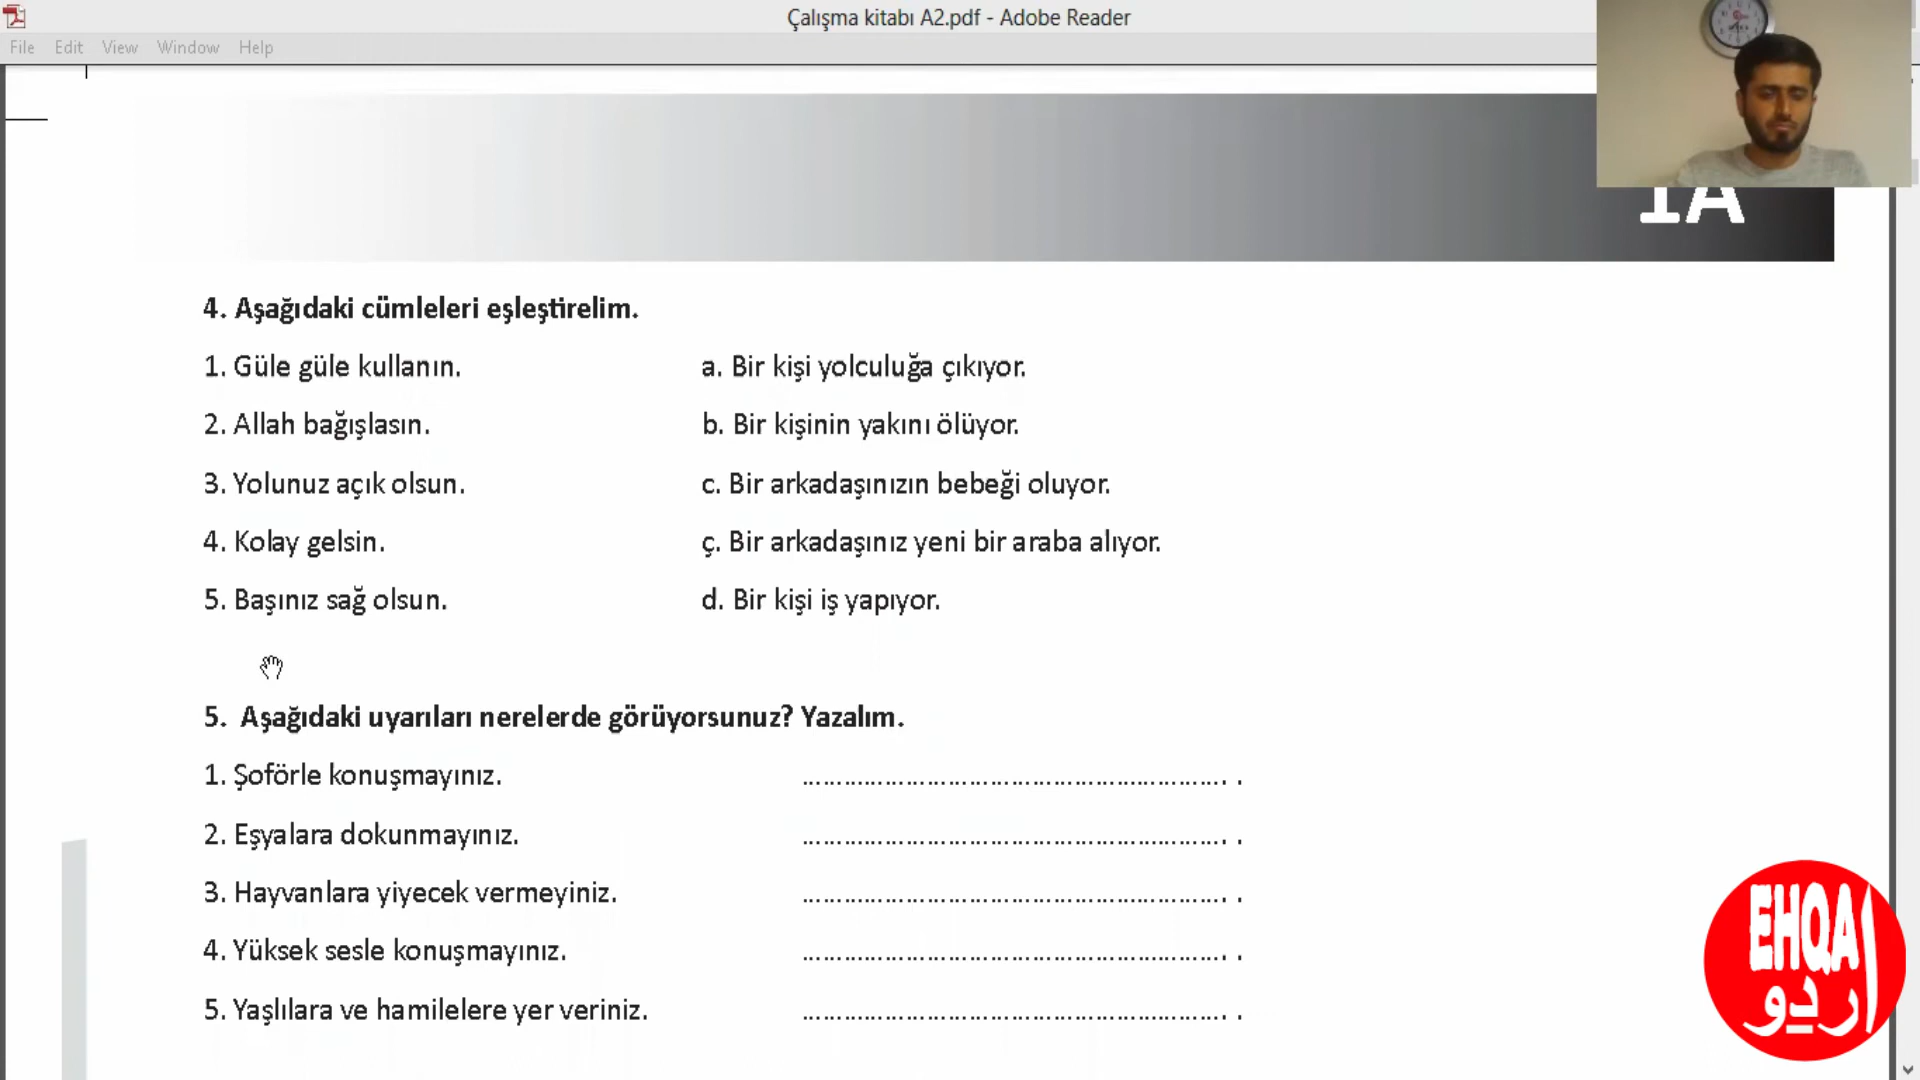 Çalışma kitabı A2.pdf - Adobe Reader
File Edit View Window Help
1A
4. Aşağıdaki cümleleri eşleştirelim.
1. Güle güle kullanın. a. Bir kişi yolculuğa çıkıyor.
2. Allah bağışlasın. b. Bir kişinin yakını ölüyor.
3. Yolunuz açık olsun. c. Bir arkadaşınızın bebeği oluyor.
4. Kolay gelsin. ç. Bir arkadaşınız yeni bir araba alıyor.
5. Başınız sağ olsun. d. Bir kişi iş yapıyor.
5. Aşağıdaki uyarıları nerelerde görüyorsunuz? Yazalım.
1. Şoförle konuşmayınız. ...................................................... .
2. Eşyalara dokunmayınız. ...................................................... .
3. Hayvanlara yiyecek vermeyiniz. ...................................................... .
4. Yüksek sesle konuşmayınız. ...................................................... .
5. Yaşlılara ve hamilelere yer veriniz. ...................................................... .
EHQA
اردو